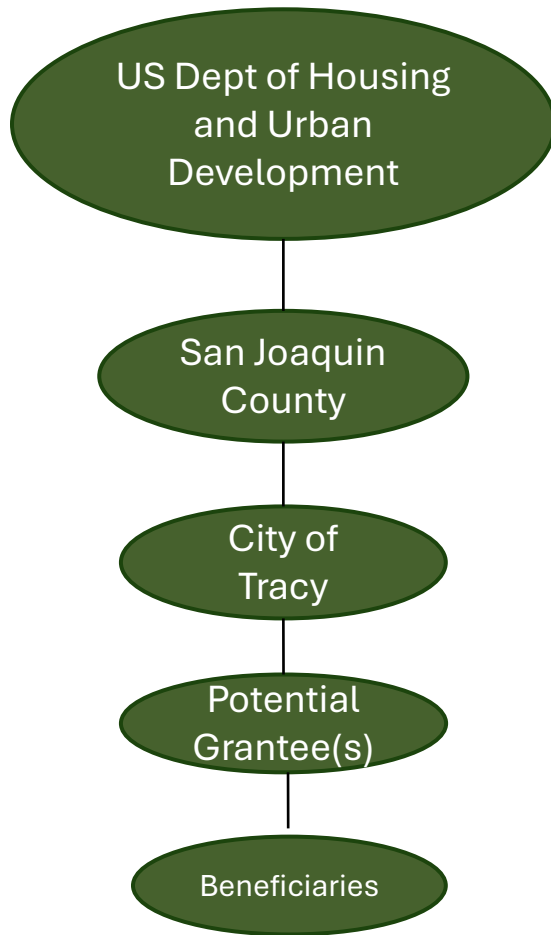 US Dept of Housing
and Urban
Development
San Joaquin
County
City of
Tracy
Potential
Grantee(s)
Beneficiaries